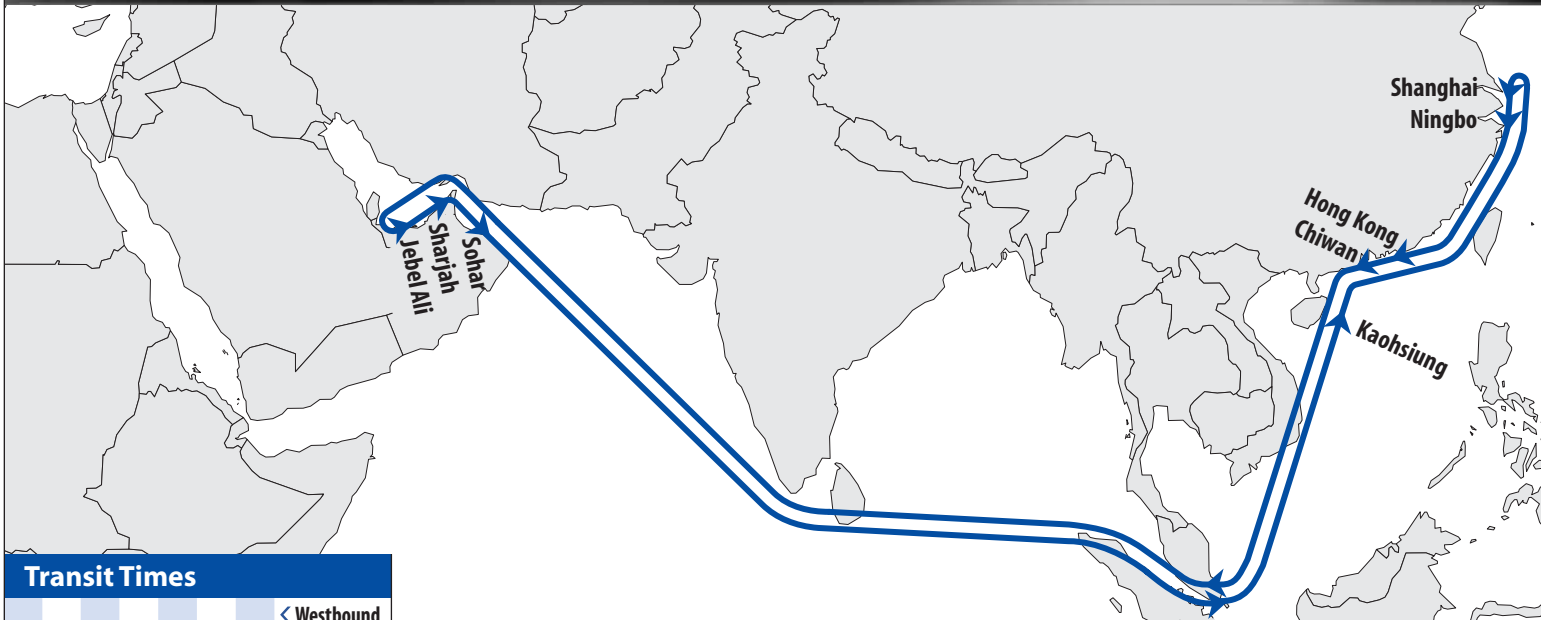 Shanghai
Ningbo
Hong Kong
Chiwan
Kaohsiung
Sohar
Sharjah
Jebel Ali
Transit Times
< Westbound